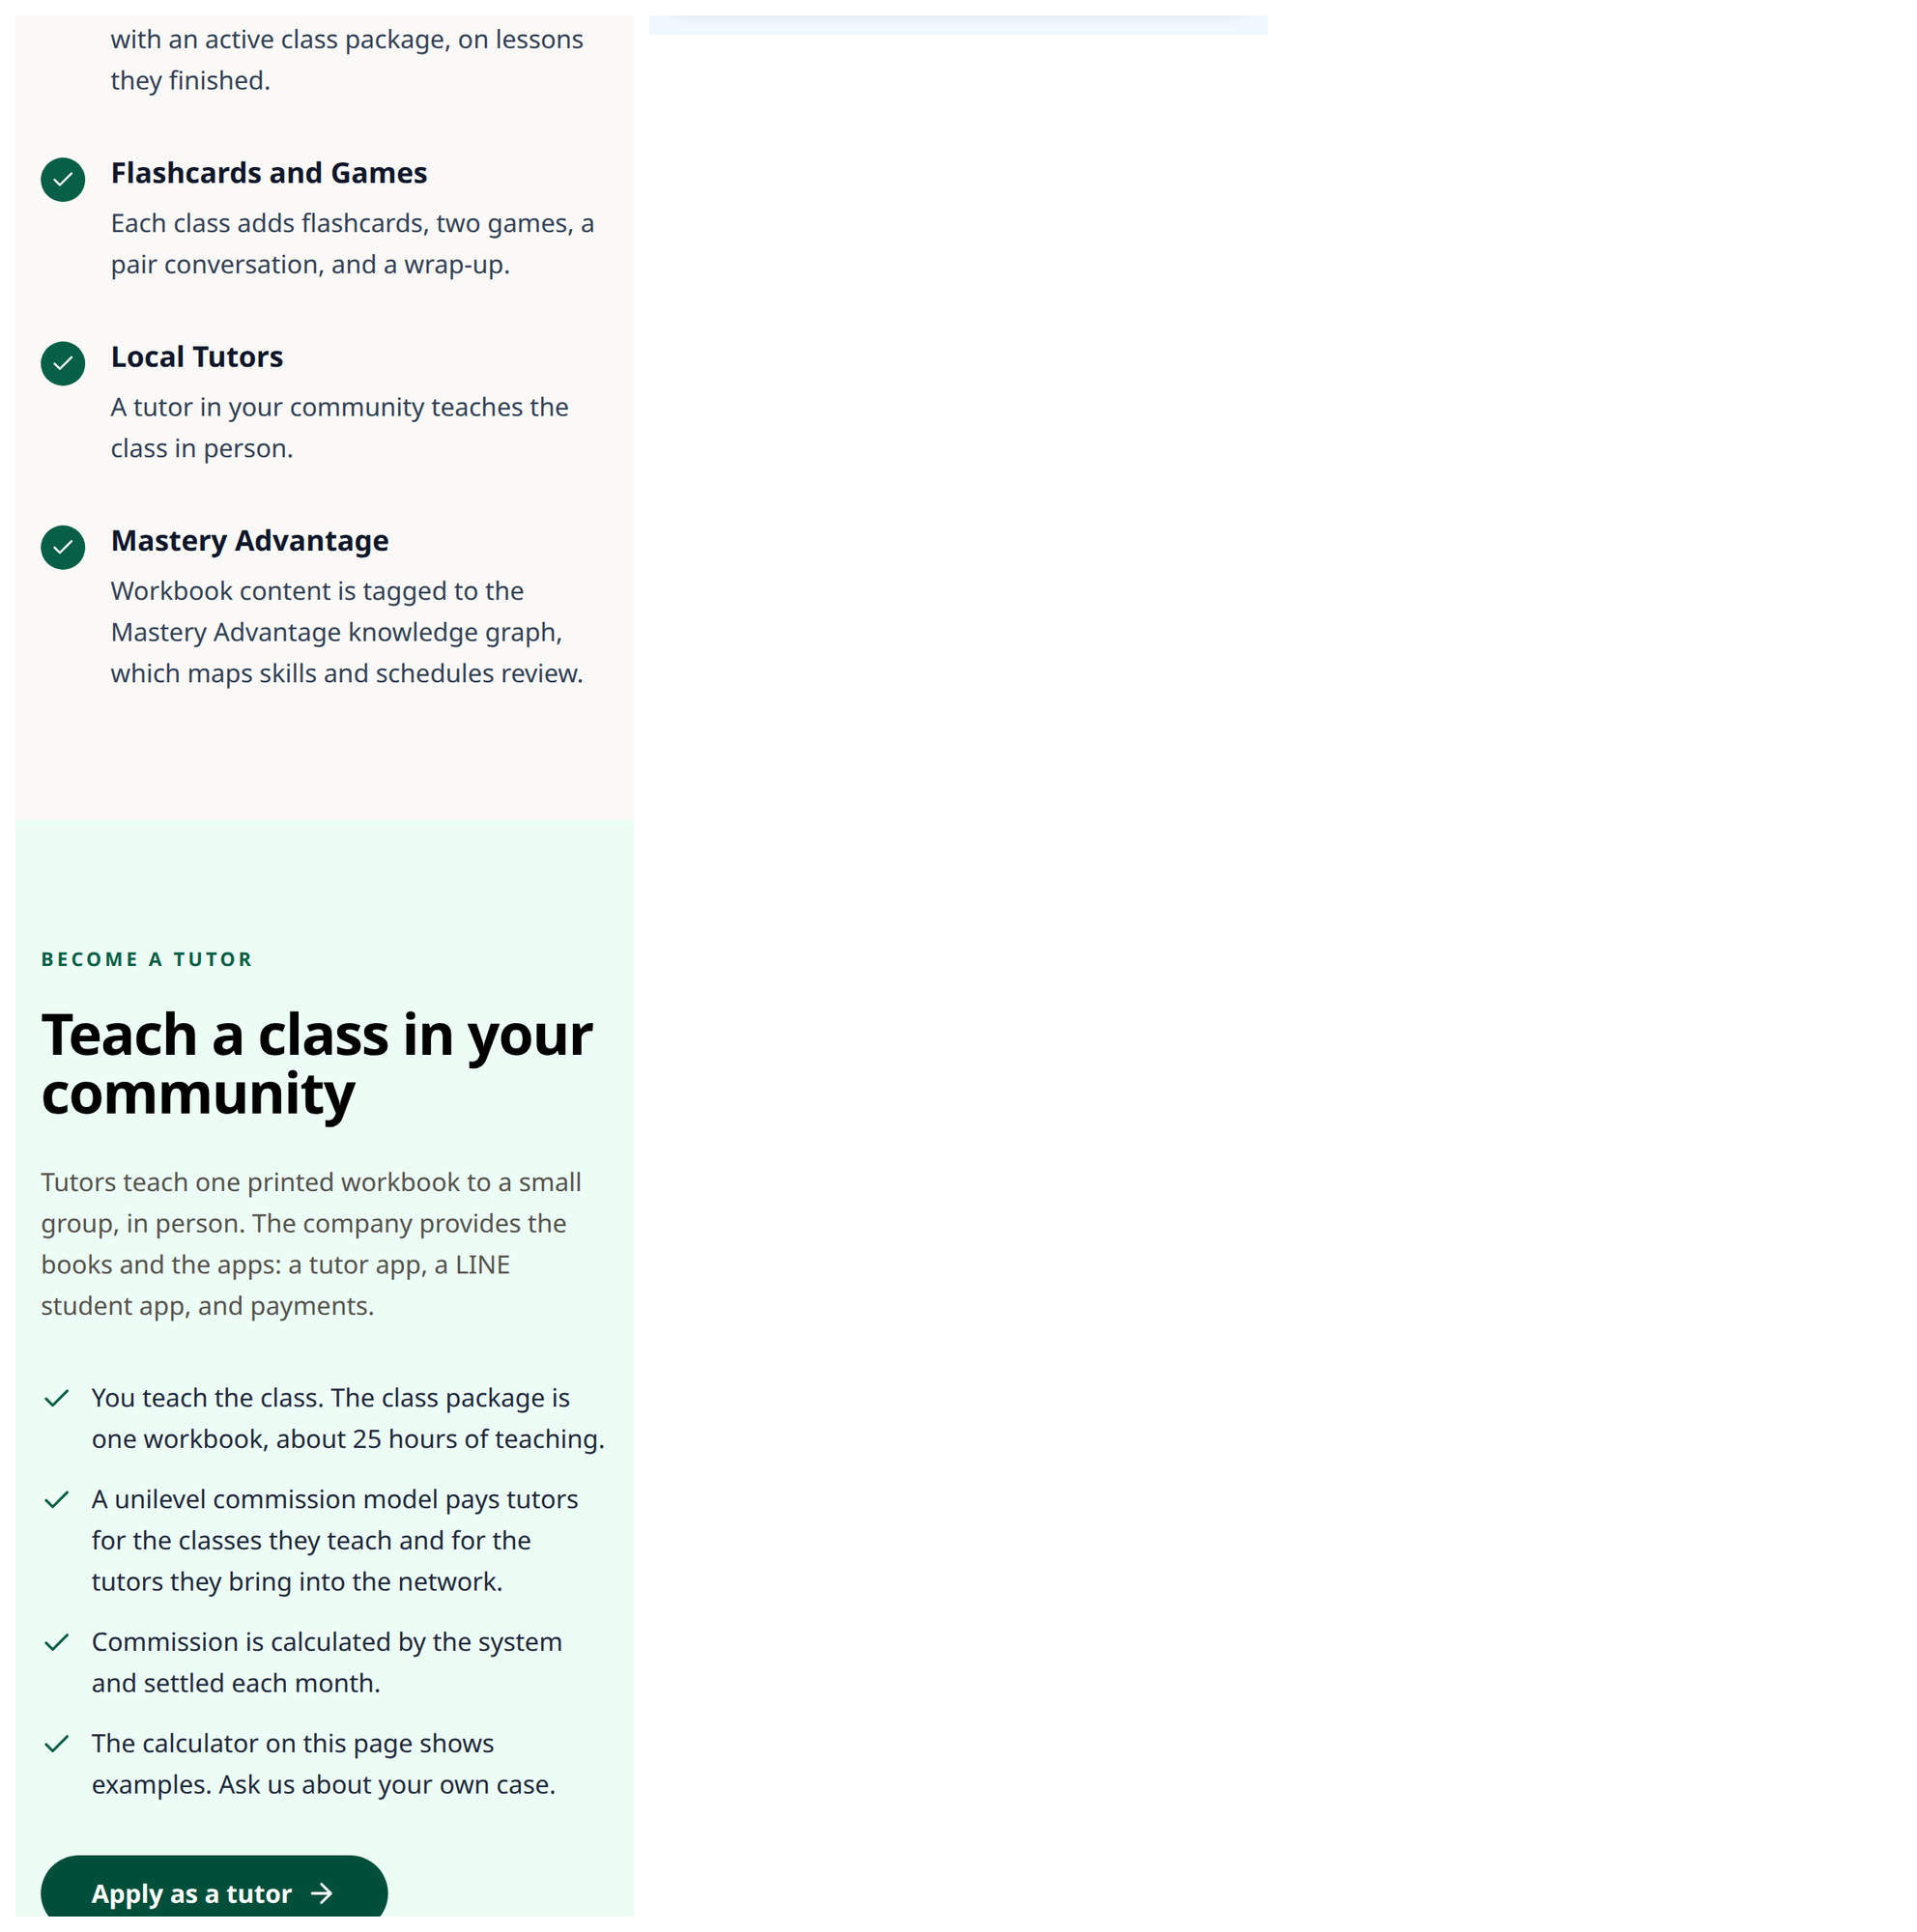 with an active class package, on lessons
they finished.
Flashcards and Games
Each class adds flashcards, two games, a
pair conversation, and a wrap-up.
Local Tutors
A tutor in your community teaches the
class in person.
Mastery Advantage
Workbook content is tagged to the
Mastery Advantage knowledge graph,
which maps skills and schedules review.
BECOME A TUTOR
Teach a class in your
community
Tutors teach one printed workbook to a small
group, in person. The company provides the
books and the apps: a tutor app, a LINE
student app, and payments.
You teach the class. The class package is
one workbook, about 25 hours of teaching.
A unilevel commission model pays tutors
for the classes they teach and for the
tutors they bring into the network.
Commission is calculated by the system
and settled each month.
The calculator on this page shows
examples. Ask us about your own case.
Apply as a tutor